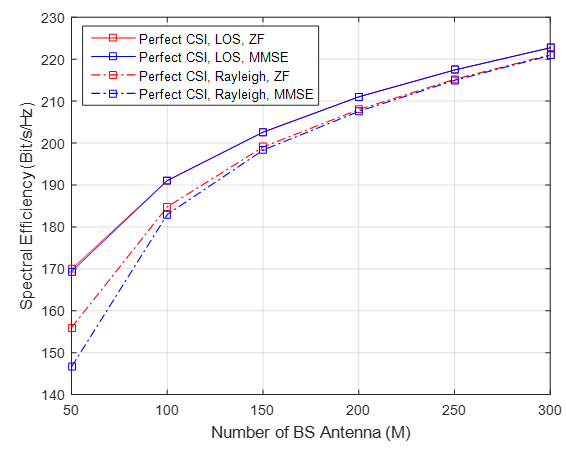 230
220
210
200
190
180
170
160
150
140
Spectral Efficiency (Bit/s/Hz)
Perfect CSI, LOS, ZF
Perfect CSI, LOS, MMSE
Perfect CSI, Rayleigh, ZF
Perfect CSI, Rayleigh, MMSE
50 100 150 200 250 300
Number of BS Antenna (M)